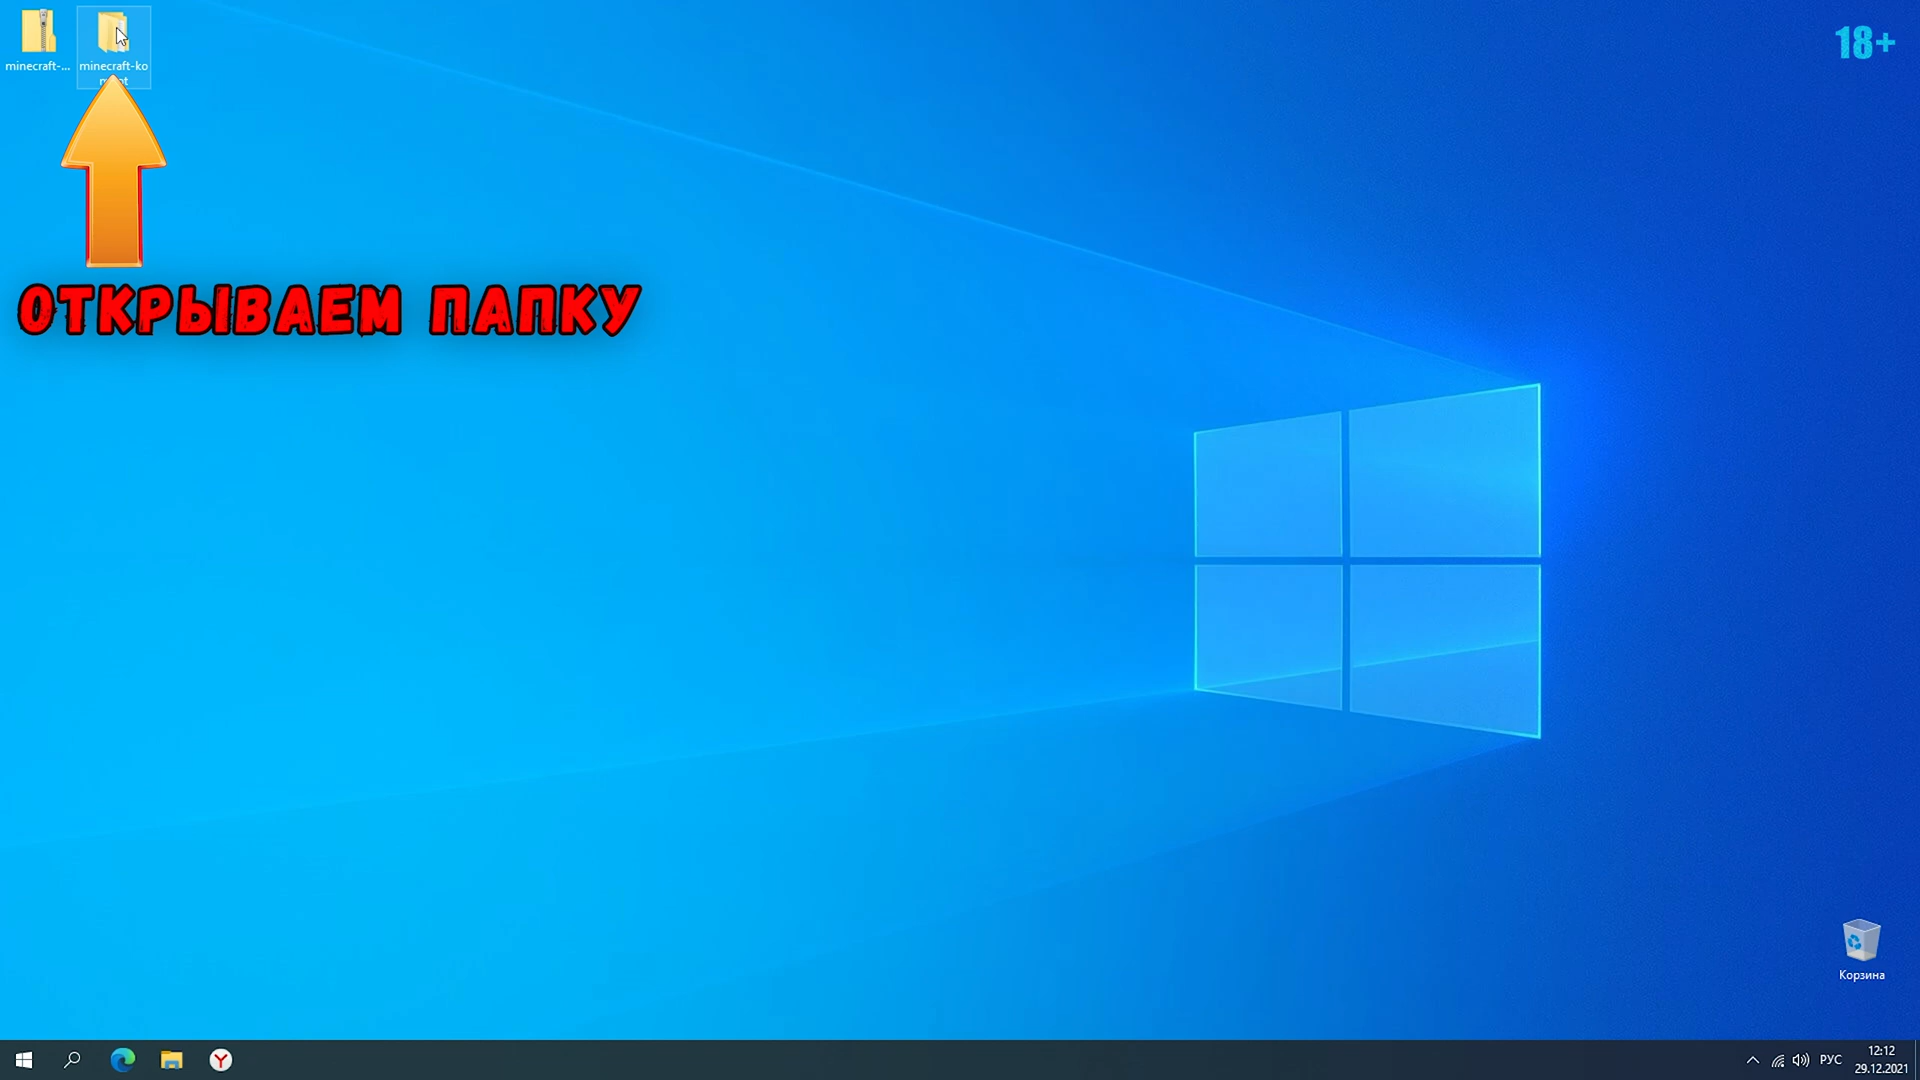 minecraft-...
minecraft-ko
18+
ОТКРЫВАЕМ ПАПКУ
Корзина
РУС
12:12
29.12.2021